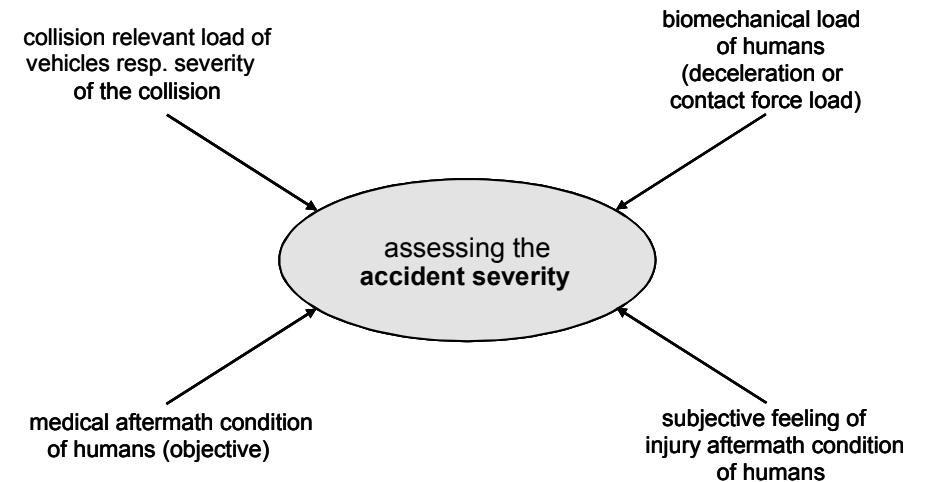 collision relevant load of
vehicles resp. severity
of the collision
biomechanical load
of humans
(deceleration or
contact force load)
assessing the
accident severity
medical aftermath condition
of humans (objective)
subjective feeling of
injury aftermath condition
of humans